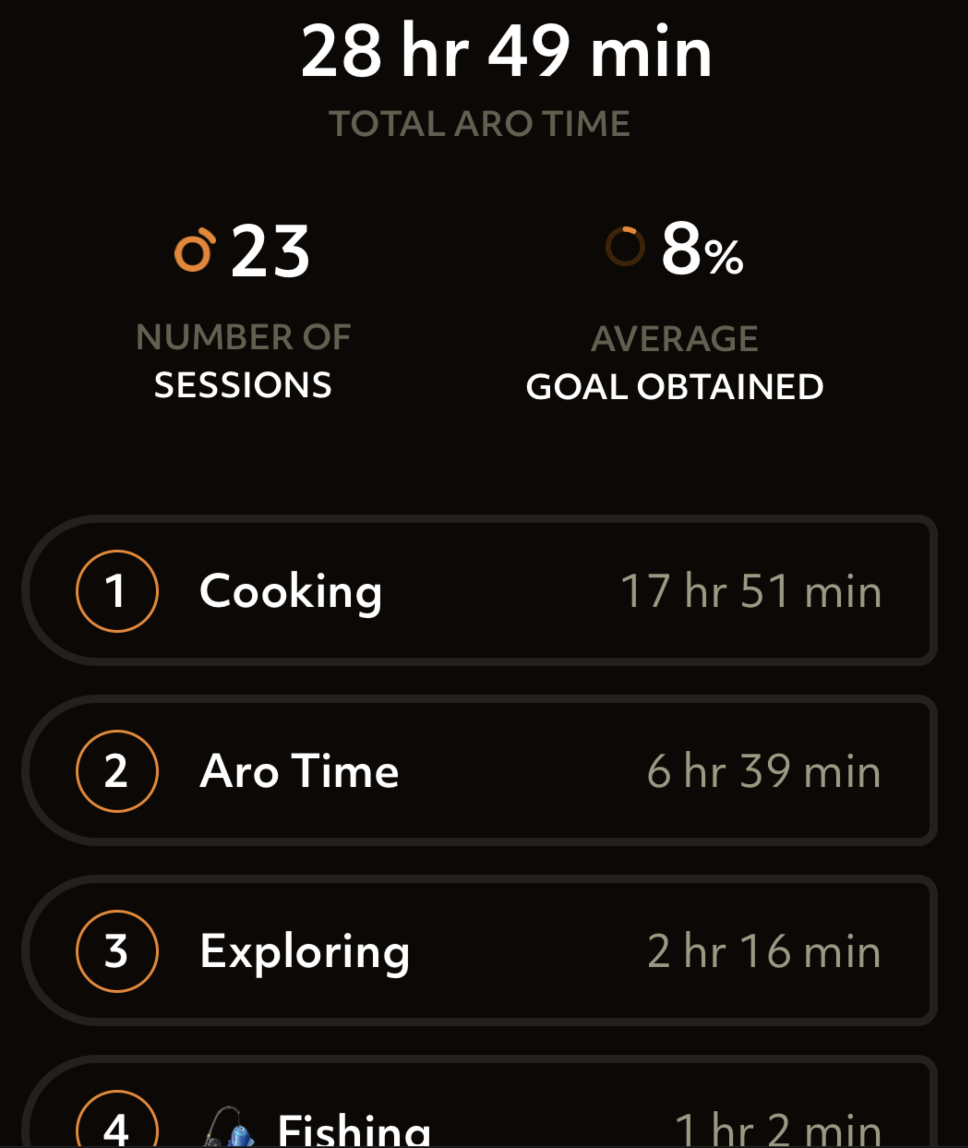 28 hr 49 min
TOTAL ARO TIME
23
8%
NUMBER OF
SESSIONS
AVERAGE
GOAL OBTAINED
1 Cooking 17 hr 51 min
2 Aro Time 6 hr 39 min
3 Exploring 2 hr 16 min
4 Fishing 1 hr 2 min